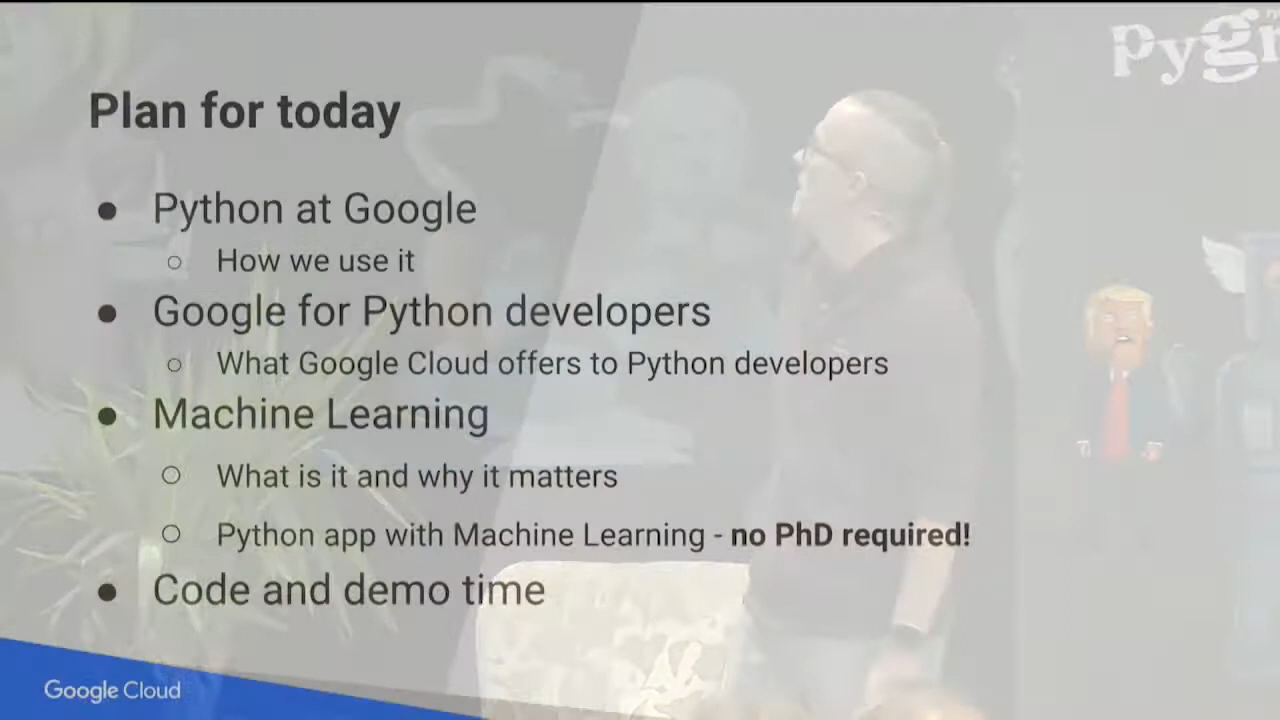 Plan for today
● Python at Google
○ How we use it
● Google for Python developers
○ What Google Cloud offers to Python developers
● Machine Learning
○ What is it and why it matters
○ Python app with Machine Learning - no PhD required!
● Code and demo time
Google Cloud